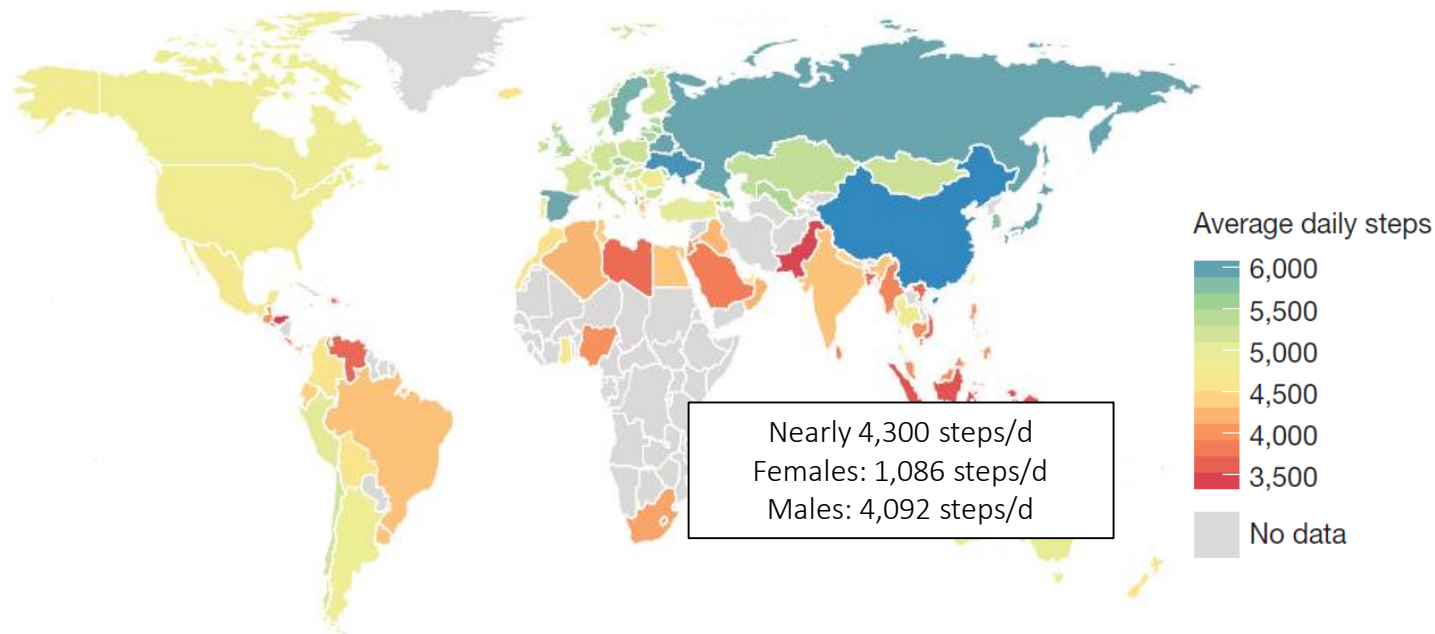 Average daily steps
6,000
5,500
5,000
4,500
4,000
3,500
No data
Nearly 4,300 steps/d
Females: 1,086 steps/d
Males: 4,092 steps/d